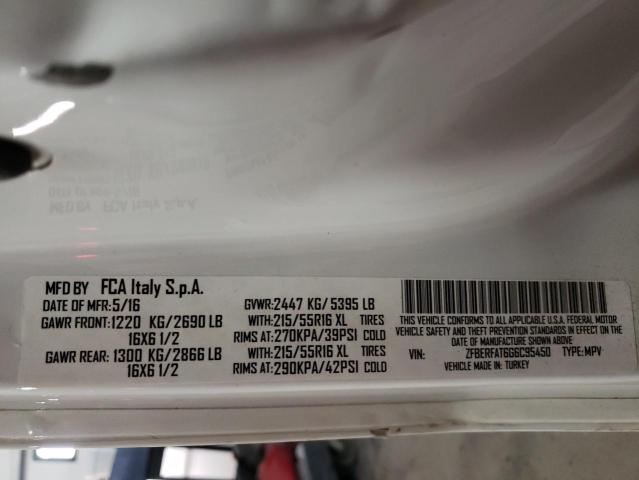 MFD BY FCA Italy S.p.A.
DATE OF MFR:5/16 GVWR:2447 KG/5395 LB
GAWR FRONT:1220 KG/2690 LB WITH:215/55R16 XL TIRES
16X6 1/2 RIMS AT:270KPA/39PSI COLD
GAWR REAR: 1300 KG/2866 LB WITH:215/55R16 XL TIRES
16X6 1/2 RIMS AT:290KPA/42PSI COLD
THIS VEHICLE CONFORMS TO ALL APPLICABLE U.S.A. FEDERAL MOTOR
VEHICLE SAFETY AND THEFT PREVENTION STANDARDS IN EFFECT ON THE
DATE OF MANUFACTURE SHOWN ABOVE
VIN: ZFBERFAT6G6C95450 TYPE:MPV
VEHICLE MADE IN: TURKEY